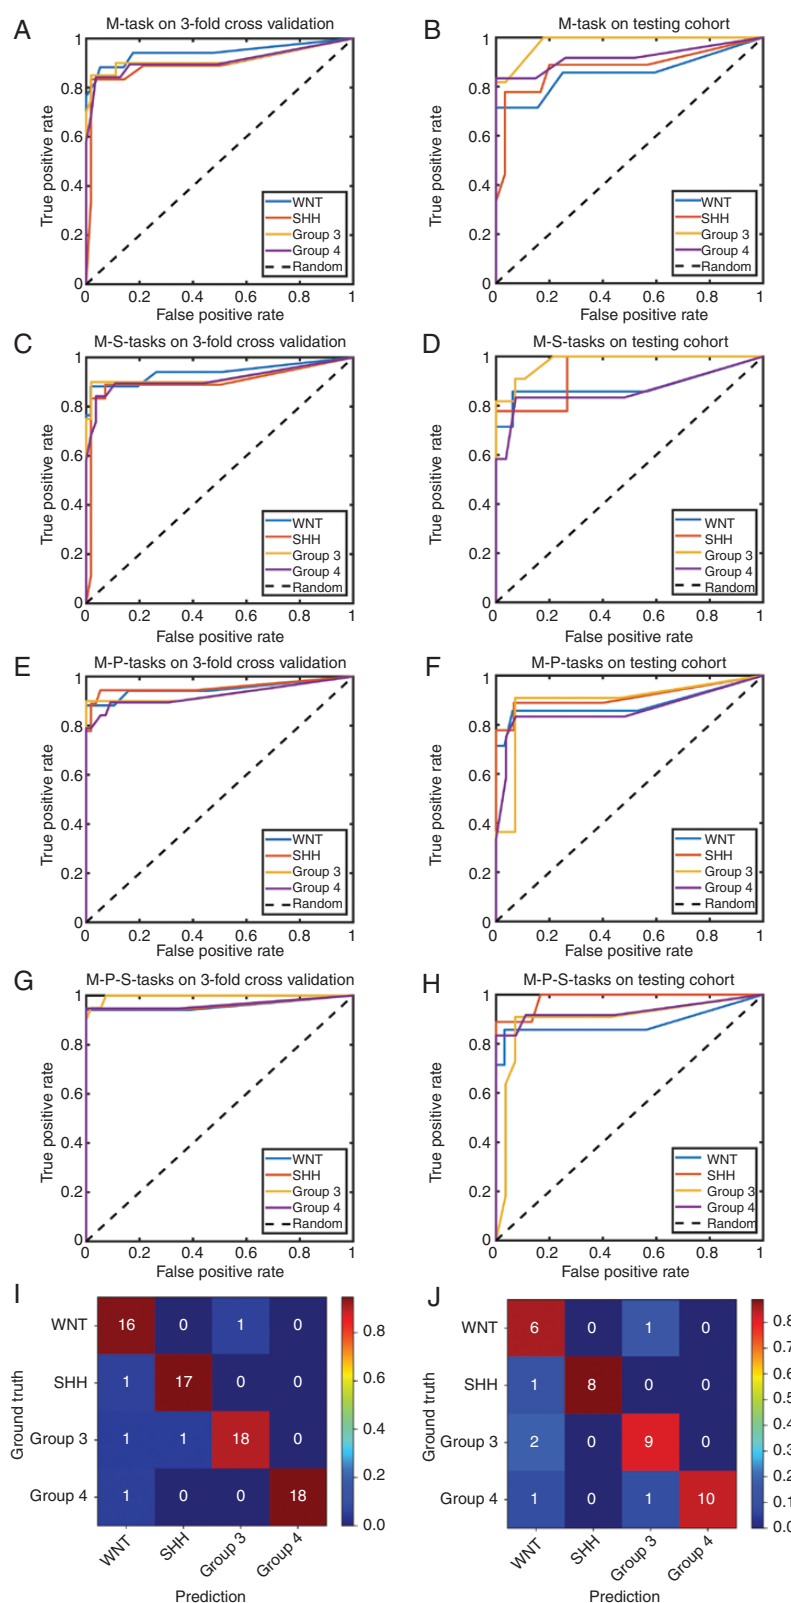 A
M-task on 3-fold cross validation
True positive rate
1
0.8
0.6
0.4
0.2
0
0 0.2 0.4 0.6 0.8 1
False positive rate
WNT
SHH
Group 3
Group 4
Random
B
M-task on testing cohort
True positive rate
1
0.8
0.6
0.4
0.2
0
0 0.2 0.4 0.6 0.8 1
False positive rate
WNT
SHH
Group 3
Group 4
Random
C
M-S-tasks on 3-fold cross validation
True positive rate
1
0.8
0.6
0.4
0.2
0
0 0.2 0.4 0.6 0.8 1
False positive rate
WNT
SHH
Group 3
Group 4
Random
D
M-S-tasks on testing cohort
True positive rate
1
0.8
0.6
0.4
0.2
0
0 0.2 0.4 0.6 0.8 1
False positive rate
WNT
SHH
Group 3
Group 4
Random
E
M-P-tasks on 3-fold cross validation
True positive rate
1
0.8
0.6
0.4
0.2
0
0 0.2 0.4 0.6 0.8 1
False positive rate
WNT
SHH
Group 3
Group 4
Random
F
M-P-tasks on testing cohort
True positive rate
1
0.8
0.6
0.4
0.2
0
0 0.2 0.4 0.6 0.8 1
False positive rate
WNT
SHH
Group 3
Group 4
Random
G
M-P-S-tasks on 3-fold cross validation
True positive rate
1
0.8
0.6
0.4
0.2
0
0 0.2 0.4 0.6 0.8 1
False positive rate
WNT
SHH
Group 3
Group 4
Random
H
M-P-S-tasks on testing cohort
True positive rate
1
0.8
0.6
0.4
0.2
0
0 0.2 0.4 0.6 0.8 1
False positive rate
WNT
SHH
Group 3
Group 4
Random
I
Ground truth
WNT 16 0 1 0
SHH 1 17 0 0
Group 3 1 1 18 0
Group 4 1 0 0 18
WNT SHH Group 3 Group 4
Prediction
0.8
0.6
0.4
0.2
0.0
J
Ground truth
WNT 6 0 1 0
SHH 1 8 0 0
Group 3 2 0 9 0
Group 4 1 0 1 10
WNT SHH Group 3 Group 4
Prediction
0.8
0.7
0.6
0.5
0.4
0.3
0.2
0.1
0.0